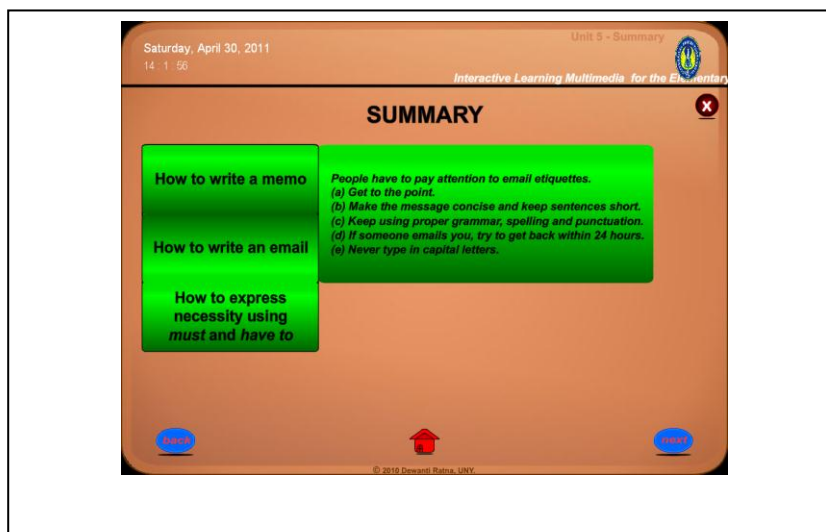 Saturday, April 30, 2011
14 : 1 : 56
Unit 5 - Summary
Interactive Learning Multimedia for the Elementary
X
SUMMARY
How to write a memo
How to write an email
How to express
necessity using
must and have to
People have to pay attention to email etiquettes.
(a) Get to the point.
(b) Make the message concise and keep sentences short.
(c) Keep using proper grammar, spelling and punctuation.
(d) If someone emails you, try to get back within 24 hours.
(e) Never type in capital letters.
back
next
© 2010 Dewanti Ratna, UNY.